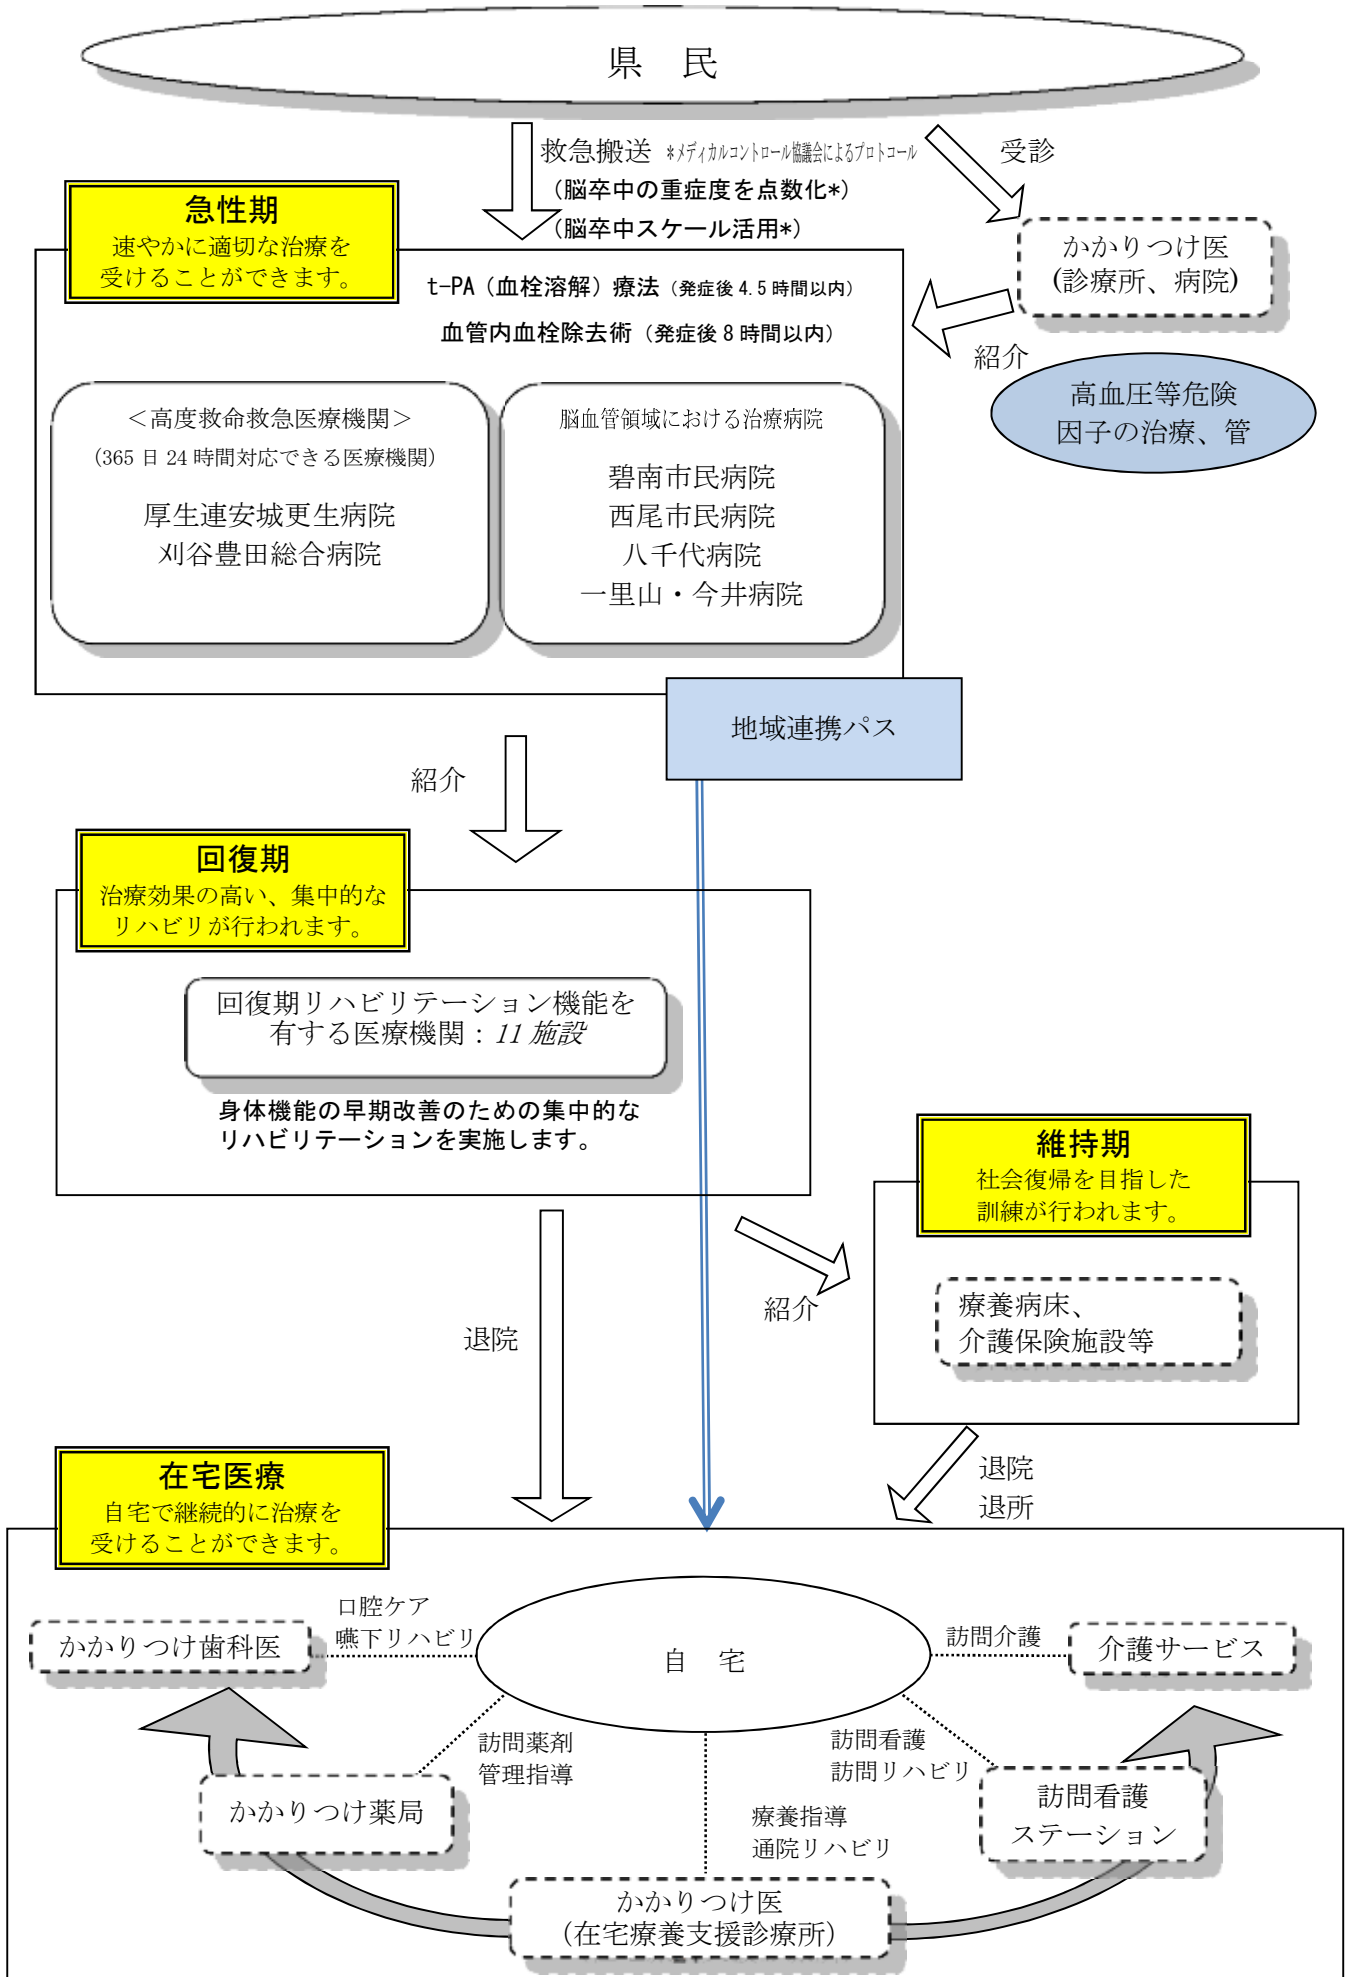 県　民
救急搬送 *メディカルコントロール協議会によるプロトコール
（脳卒中の重症度を点数化*）
（脳卒中スケール活用*）
受診
急性期
速やかに適切な治療を
受けることができます。
かかりつけ医
(診療所、病院)
t-PA（血栓溶解）療法（発症後 4.5 時間以内）
血管内血栓除去術（発症後 8 時間以内）
紹介
高血圧等危険
因子の治療、管
＜高度救命救急医療機関＞
（365 日 24 時間対応できる医療機関）
厚生連安城更生病院
刈谷豊田総合病院
脳血管領域における治療病院
碧南市民病院
西尾市民病院
八千代病院
一里山・今井病院
地域連携パス
紹介
回復期
治療効果の高い、集中的な
リハビリが行われます。
回復期リハビリテーション機能を
有する医療機関：11 施設
身体機能の早期改善のための集中的な
リハビリテーションを実施します。
維持期
社会復帰を目指した
訓練が行われます。
療養病床、
介護保険施設等
紹介
退院
退院
退所
在宅医療
自宅で継続的に治療を
受けることができます。
口腔ケア
嚥下リハビリ
かかりつけ歯科医
自　宅
訪問介護
介護サービス
訪問薬剤
管理指導
訪問看護
訪問リハビリ
かかりつけ薬局
療養指導
通院リハビリ
訪問看護
ステーション
かかりつけ医
（在宅療養支援診療所）